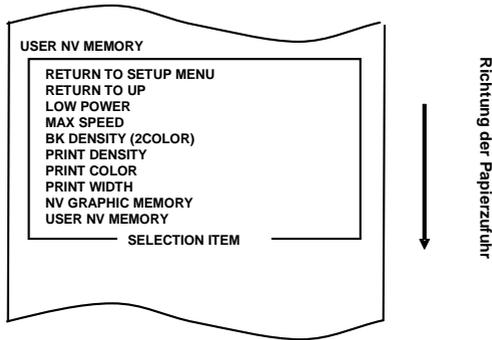 USER NV MEMORY
RETURN TO SETUP MENU
RETURN TO UP
LOW POWER
MAX SPEED
BK DENSITY (2COLOR)
PRINT DENSITY
PRINT COLOR
PRINT WIDTH
NV GRAPHIC MEMORY
USER NV MEMORY
SELECTION ITEM
Richtung der Papierzufuhr